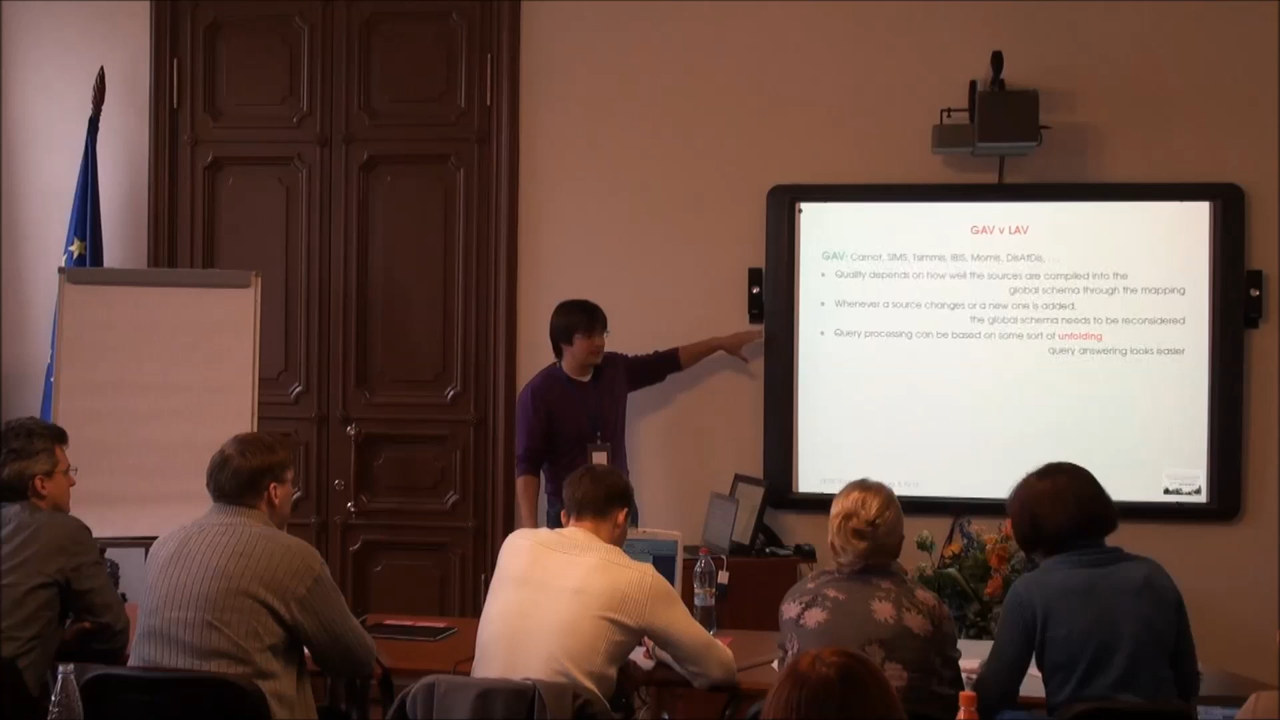 GAV v LAV
GAV: Carnot, SIMS, Tsimmis, IBIS, Momis, DisAtDis, ...
• Quality depends on how well the sources are compiled into the
global schema through the mapping
• Whenever a source changes or a new one is added,
the global schema needs to be reconsidered
• Query processing can be based on some sort of unfolding
query answering looks easier